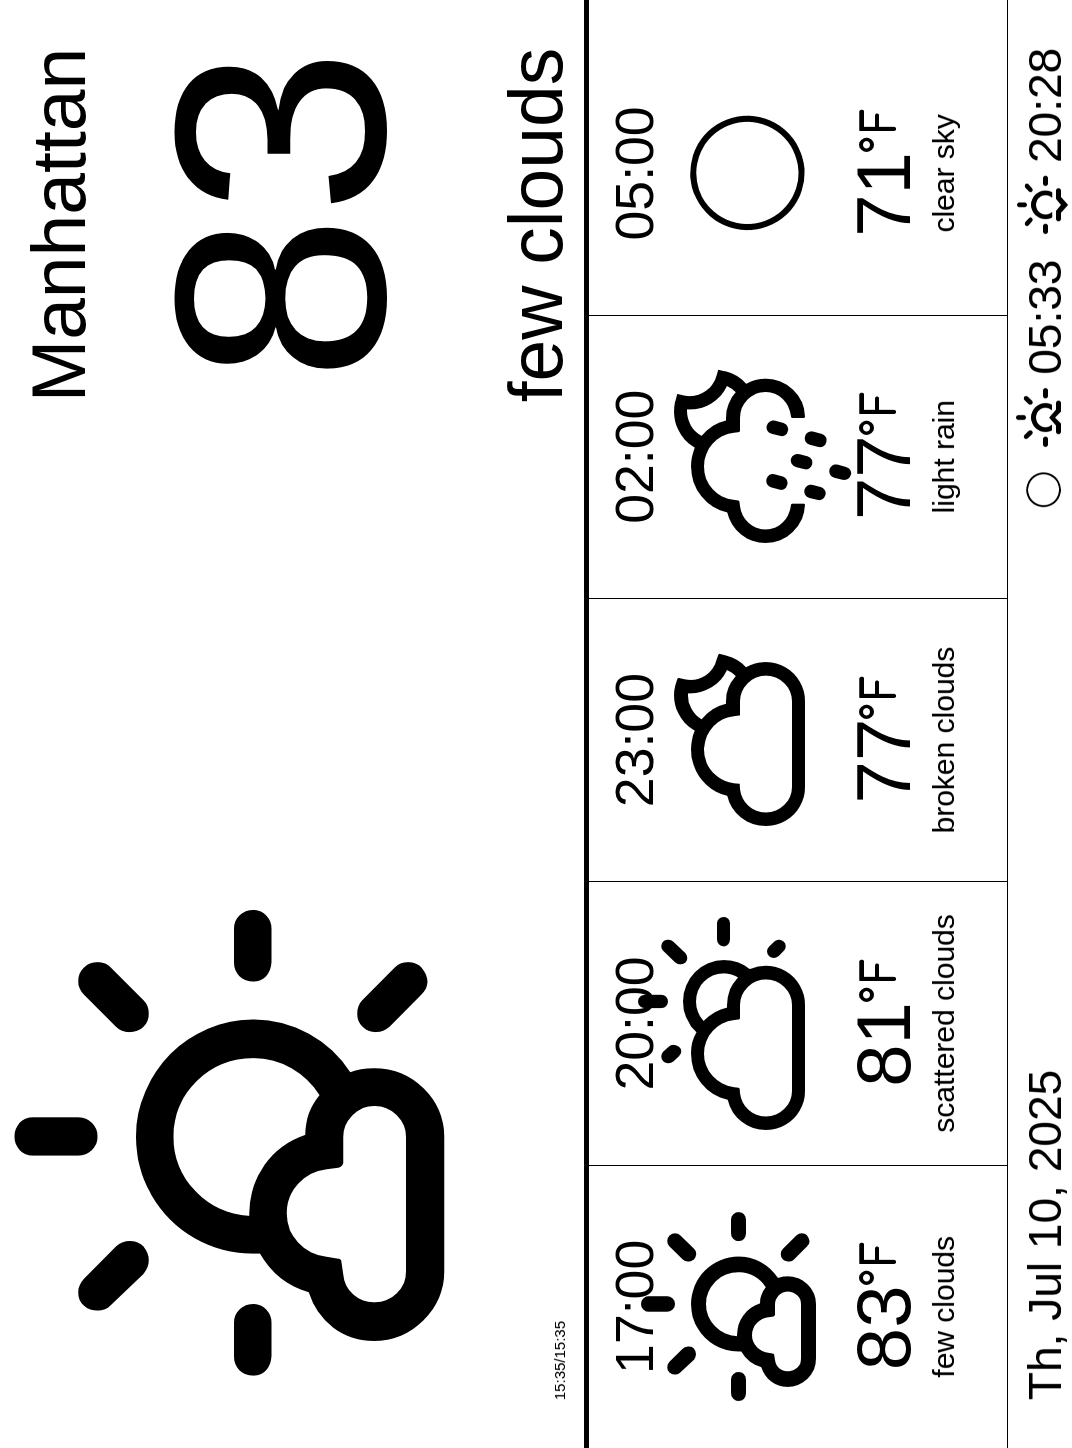 Manhattan
83
few clouds
15:35/15:35
17:00
83°F
few clouds
20:00
81°F
scattered clouds
23:00
77°F
broken clouds
02:00
77°F
light rain
05:00
71°F
clear sky
Th, Jul 10, 2025
05:33 20:28